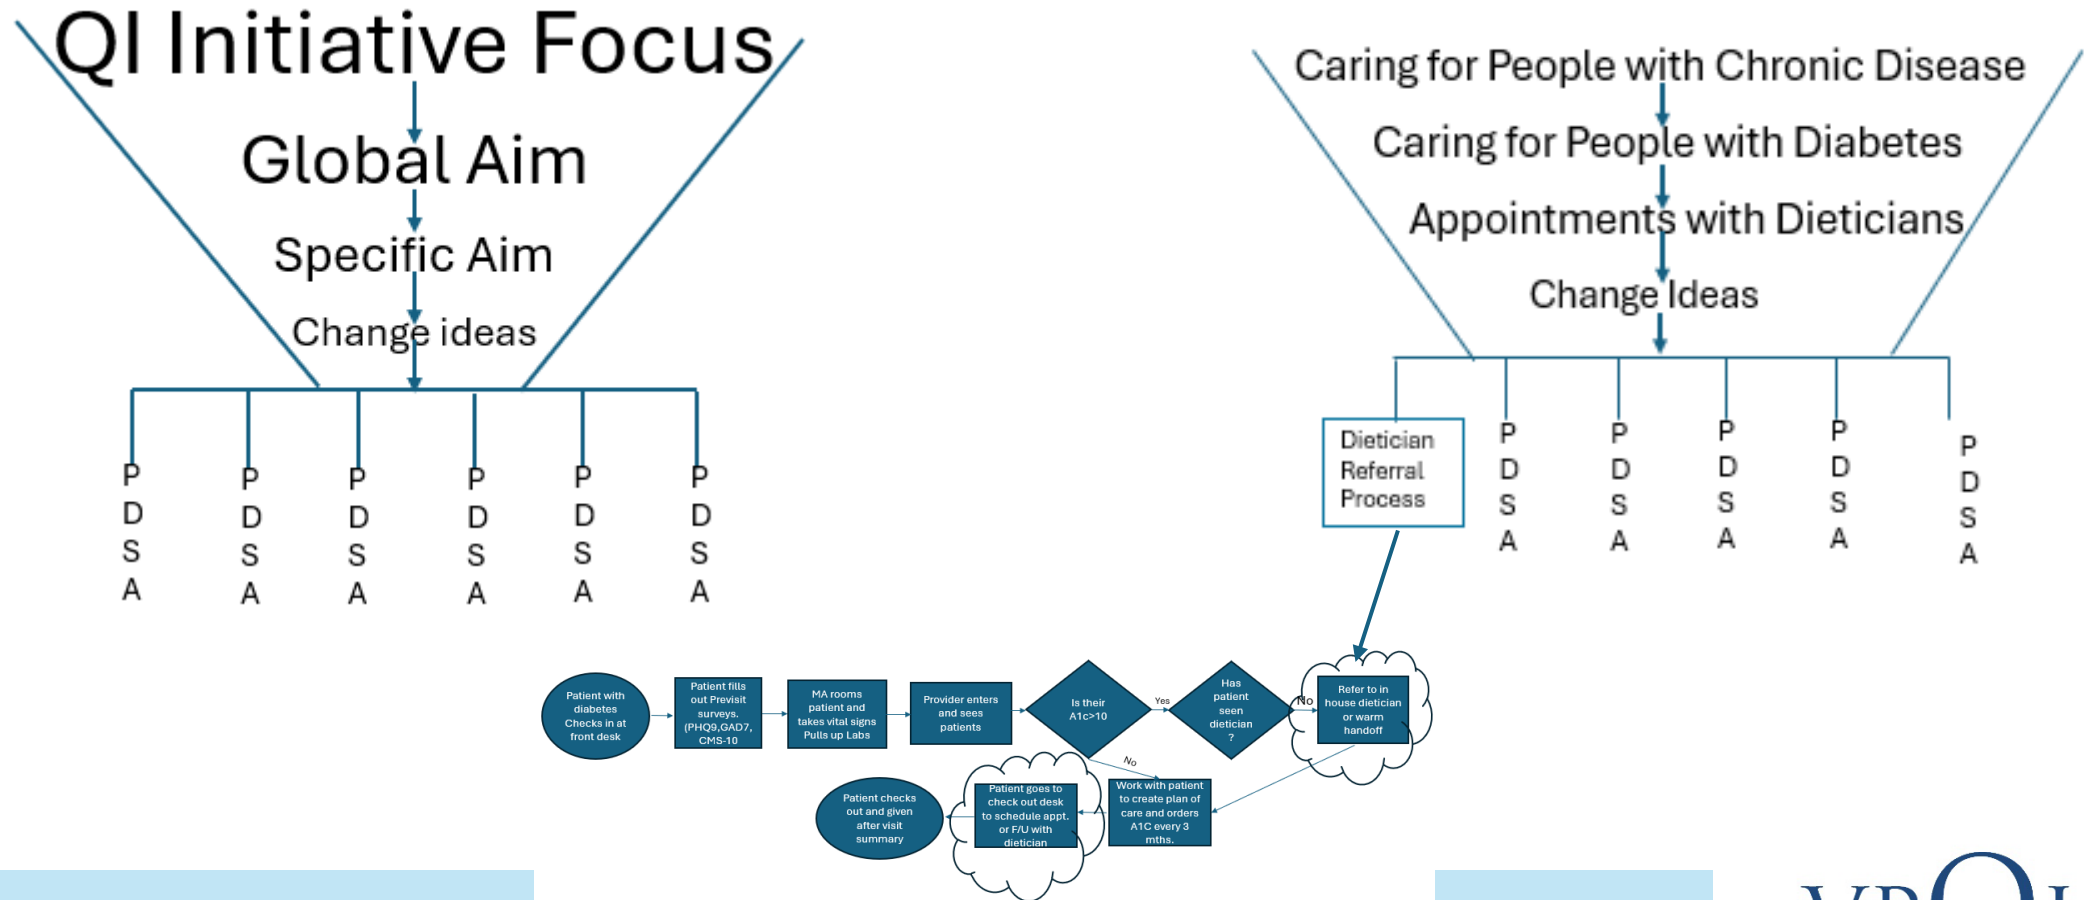 QI Initiative Focus
Global Aim
Specific Aim
Change ideas
P
D
S
A
P
D
S
A
P
D
S
A
P
D
S
A
P
D
S
A
P
D
S
A
Caring for People with Chronic Disease
Caring for People with Diabetes
Appointments with Dieticians
Change Ideas
Dietician
Referral
Process
P
D
S
A
P
D
S
A
P
D
S
A
P
D
S
A
P
D
S
A
Patient with
diabetes
Checks in at
front desk
Patient fills
out Previsit
surveys.
(PHQ9,GAD7,
CMS-10
MA rooms
patient and
takes vital signs
Pulls up Labs
Provider enters
and sees
patients
Is their
A1c>10
Yes
Has
patient
seen
dietician
?
No
Refer to in
house dietician
or warm
handoff
No
Work with patient
to create plan of
care and orders
A1C every 3
mths.
Patient goes to
check out desk
to schedule appt.
or F/U with
dietician
Patient checks
out and given
after visit
summary